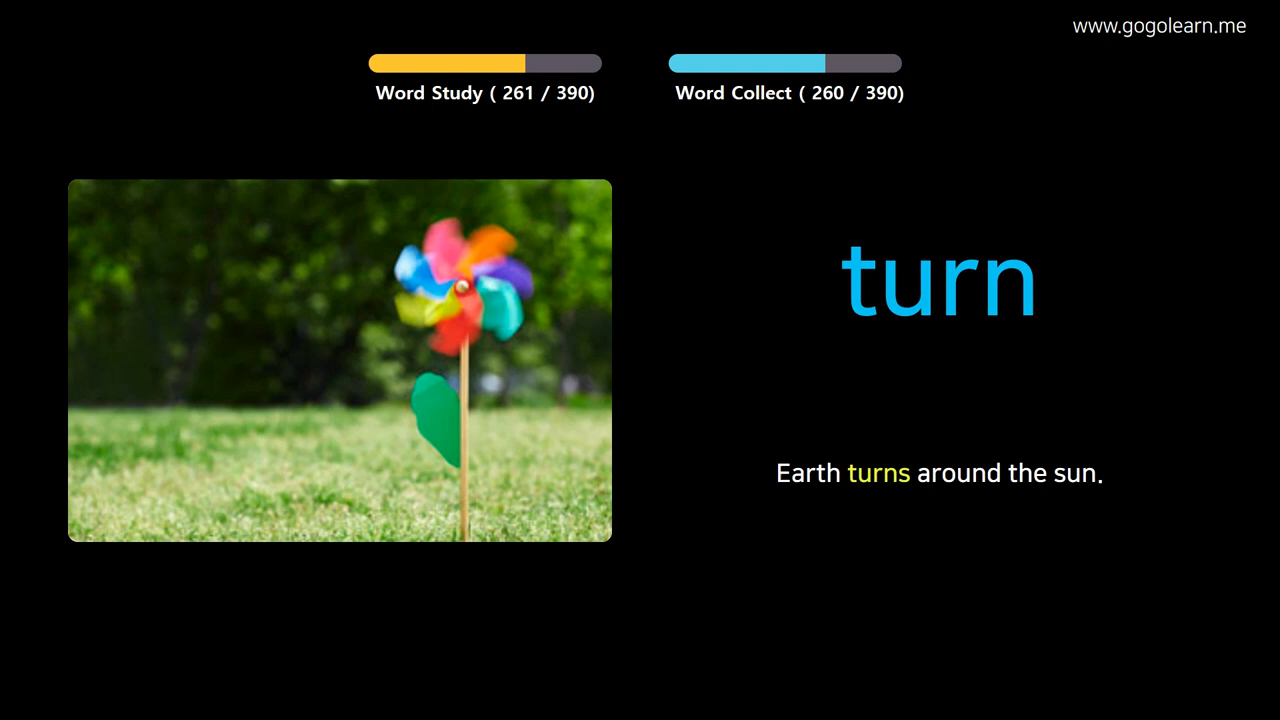 www.gogolearn.me
Word Study ( 261 / 390)
Word Collect ( 260 / 390)
turn
Earth turns around the sun.